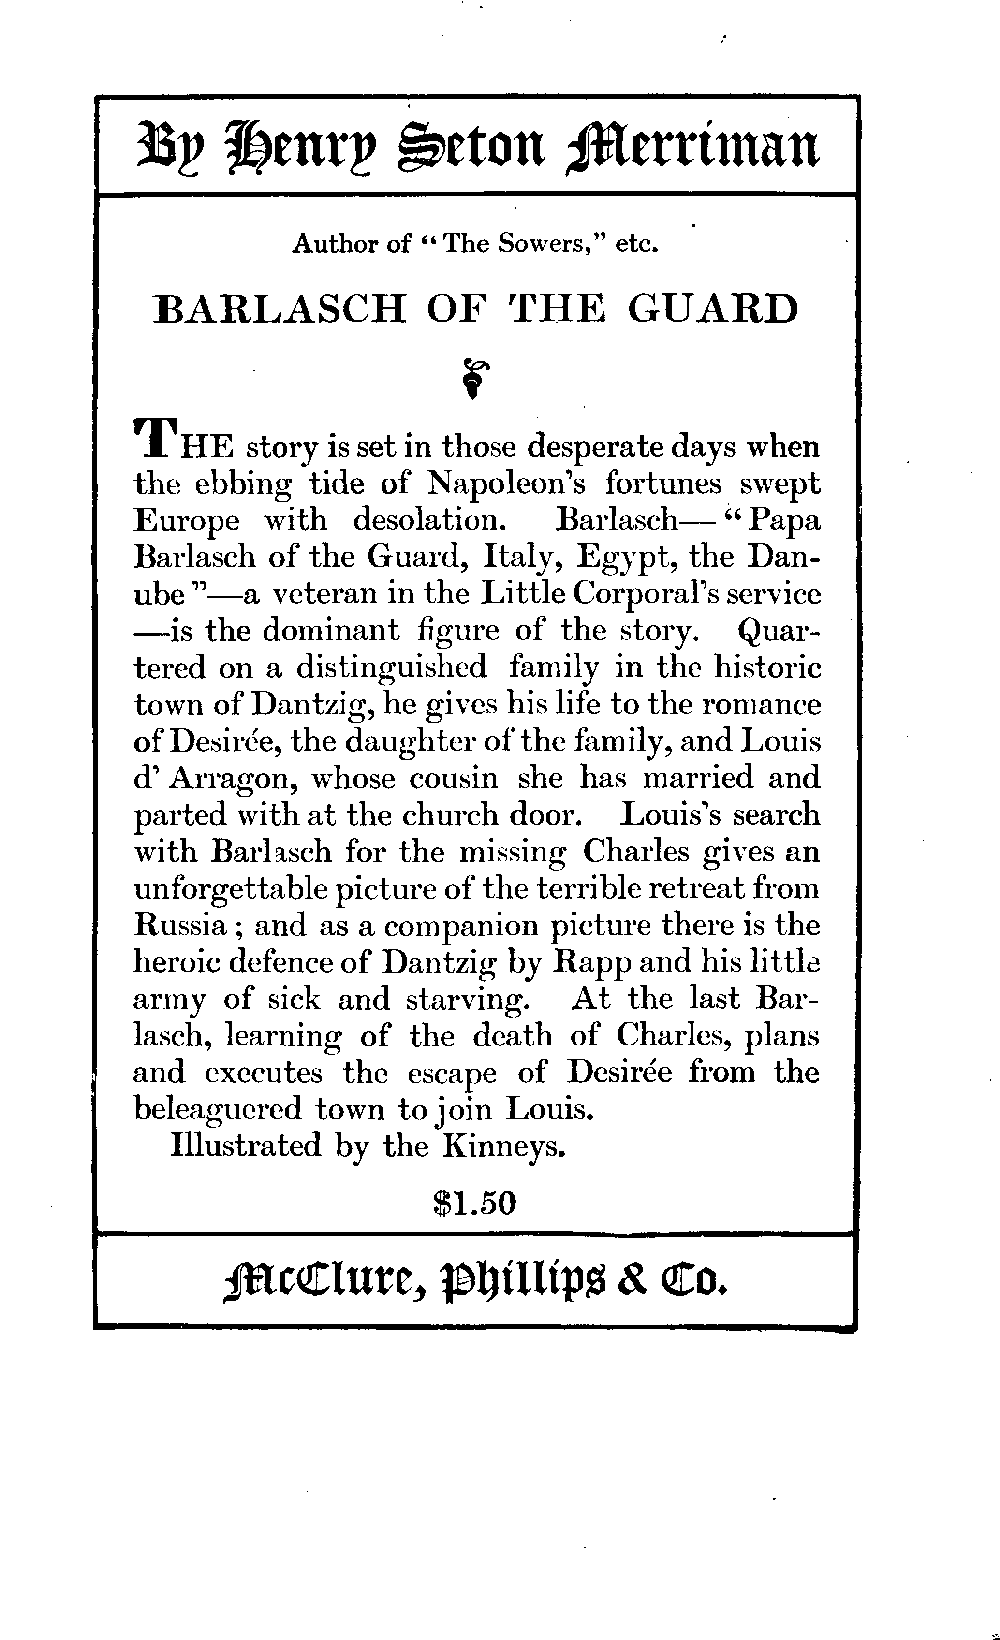 By Henry Seton Merriman
Author of “The Sowers,” etc.
BARLASCH OF THE GUARD
THE story is set in those desperate days when
the ebbing tide of Napoleon's fortunes swept
Europe with desolation. Barlasch—“Papa
Barlasch of the Guard, Italy, Egypt, the Dan-
ube”—a veteran in the Little Corporal's service
—is the dominant figure of the story. Quar-
tered on a distinguished family in the historic
town of Dantzig, he gives his life to the romance
of Desirée, the daughter of the family, and Louis
d' Arragon, whose cousin she has married and
parted with at the church door. Louis's search
with Barlasch for the missing Charles gives an
unforgettable picture of the terrible retreat from
Russia; and as a companion picture there is the
heroic defence of Dantzig by Rapp and his little
army of sick and starving. At the last Bar-
lasch, learning of the death of Charles, plans
and executes the escape of Desirée from the
beleaguered town to join Louis.
Illustrated by the Kinneys.
$1.50
McClure, Phillips & Co.